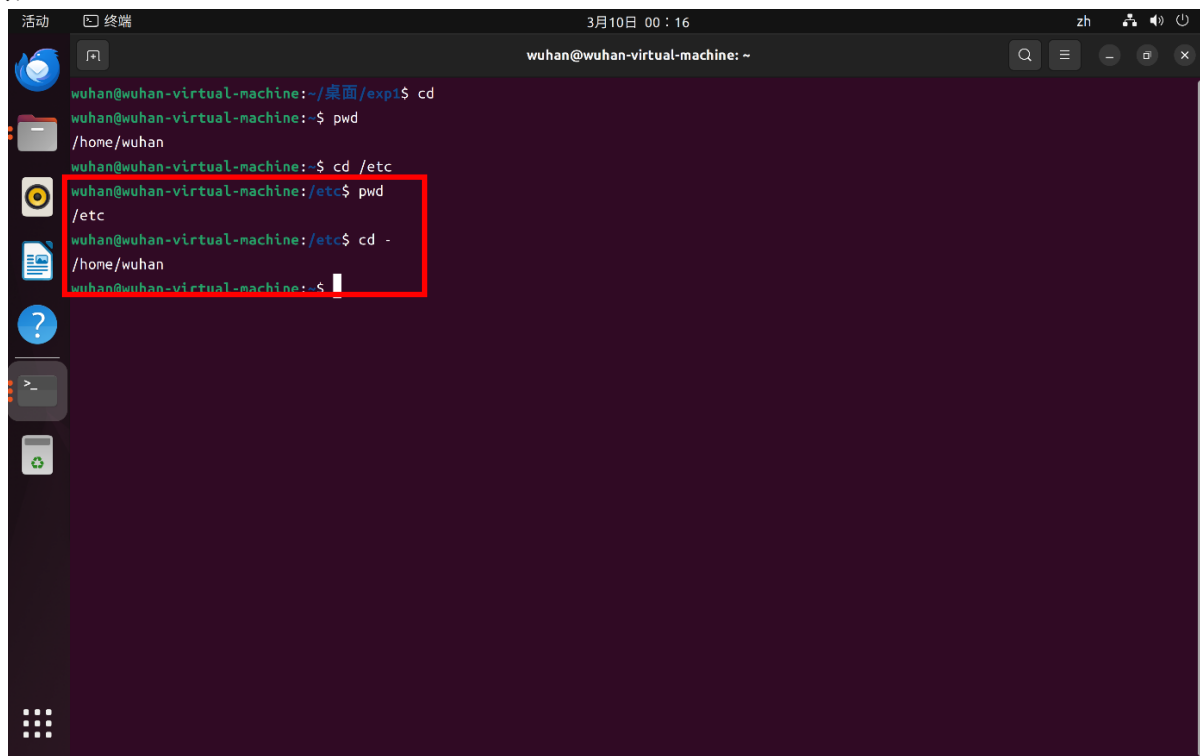 活动 终端 3月10日 00：16 zh
wuhan@wuhan-virtual-machine: ~
wuhan@wuhan-virtual-machine:~/桌面/exp1$ cd
wuhan@wuhan-virtual-machine:~$ pwd
/home/wuhan
wuhan@wuhan-virtual-machine:~$ cd /etc
wuhan@wuhan-virtual-machine:/etc$ pwd
/etc
wuhan@wuhan-virtual-machine:/etc$ cd -
/home/wuhan
wuhan@wuhan-virtual-machine:~$